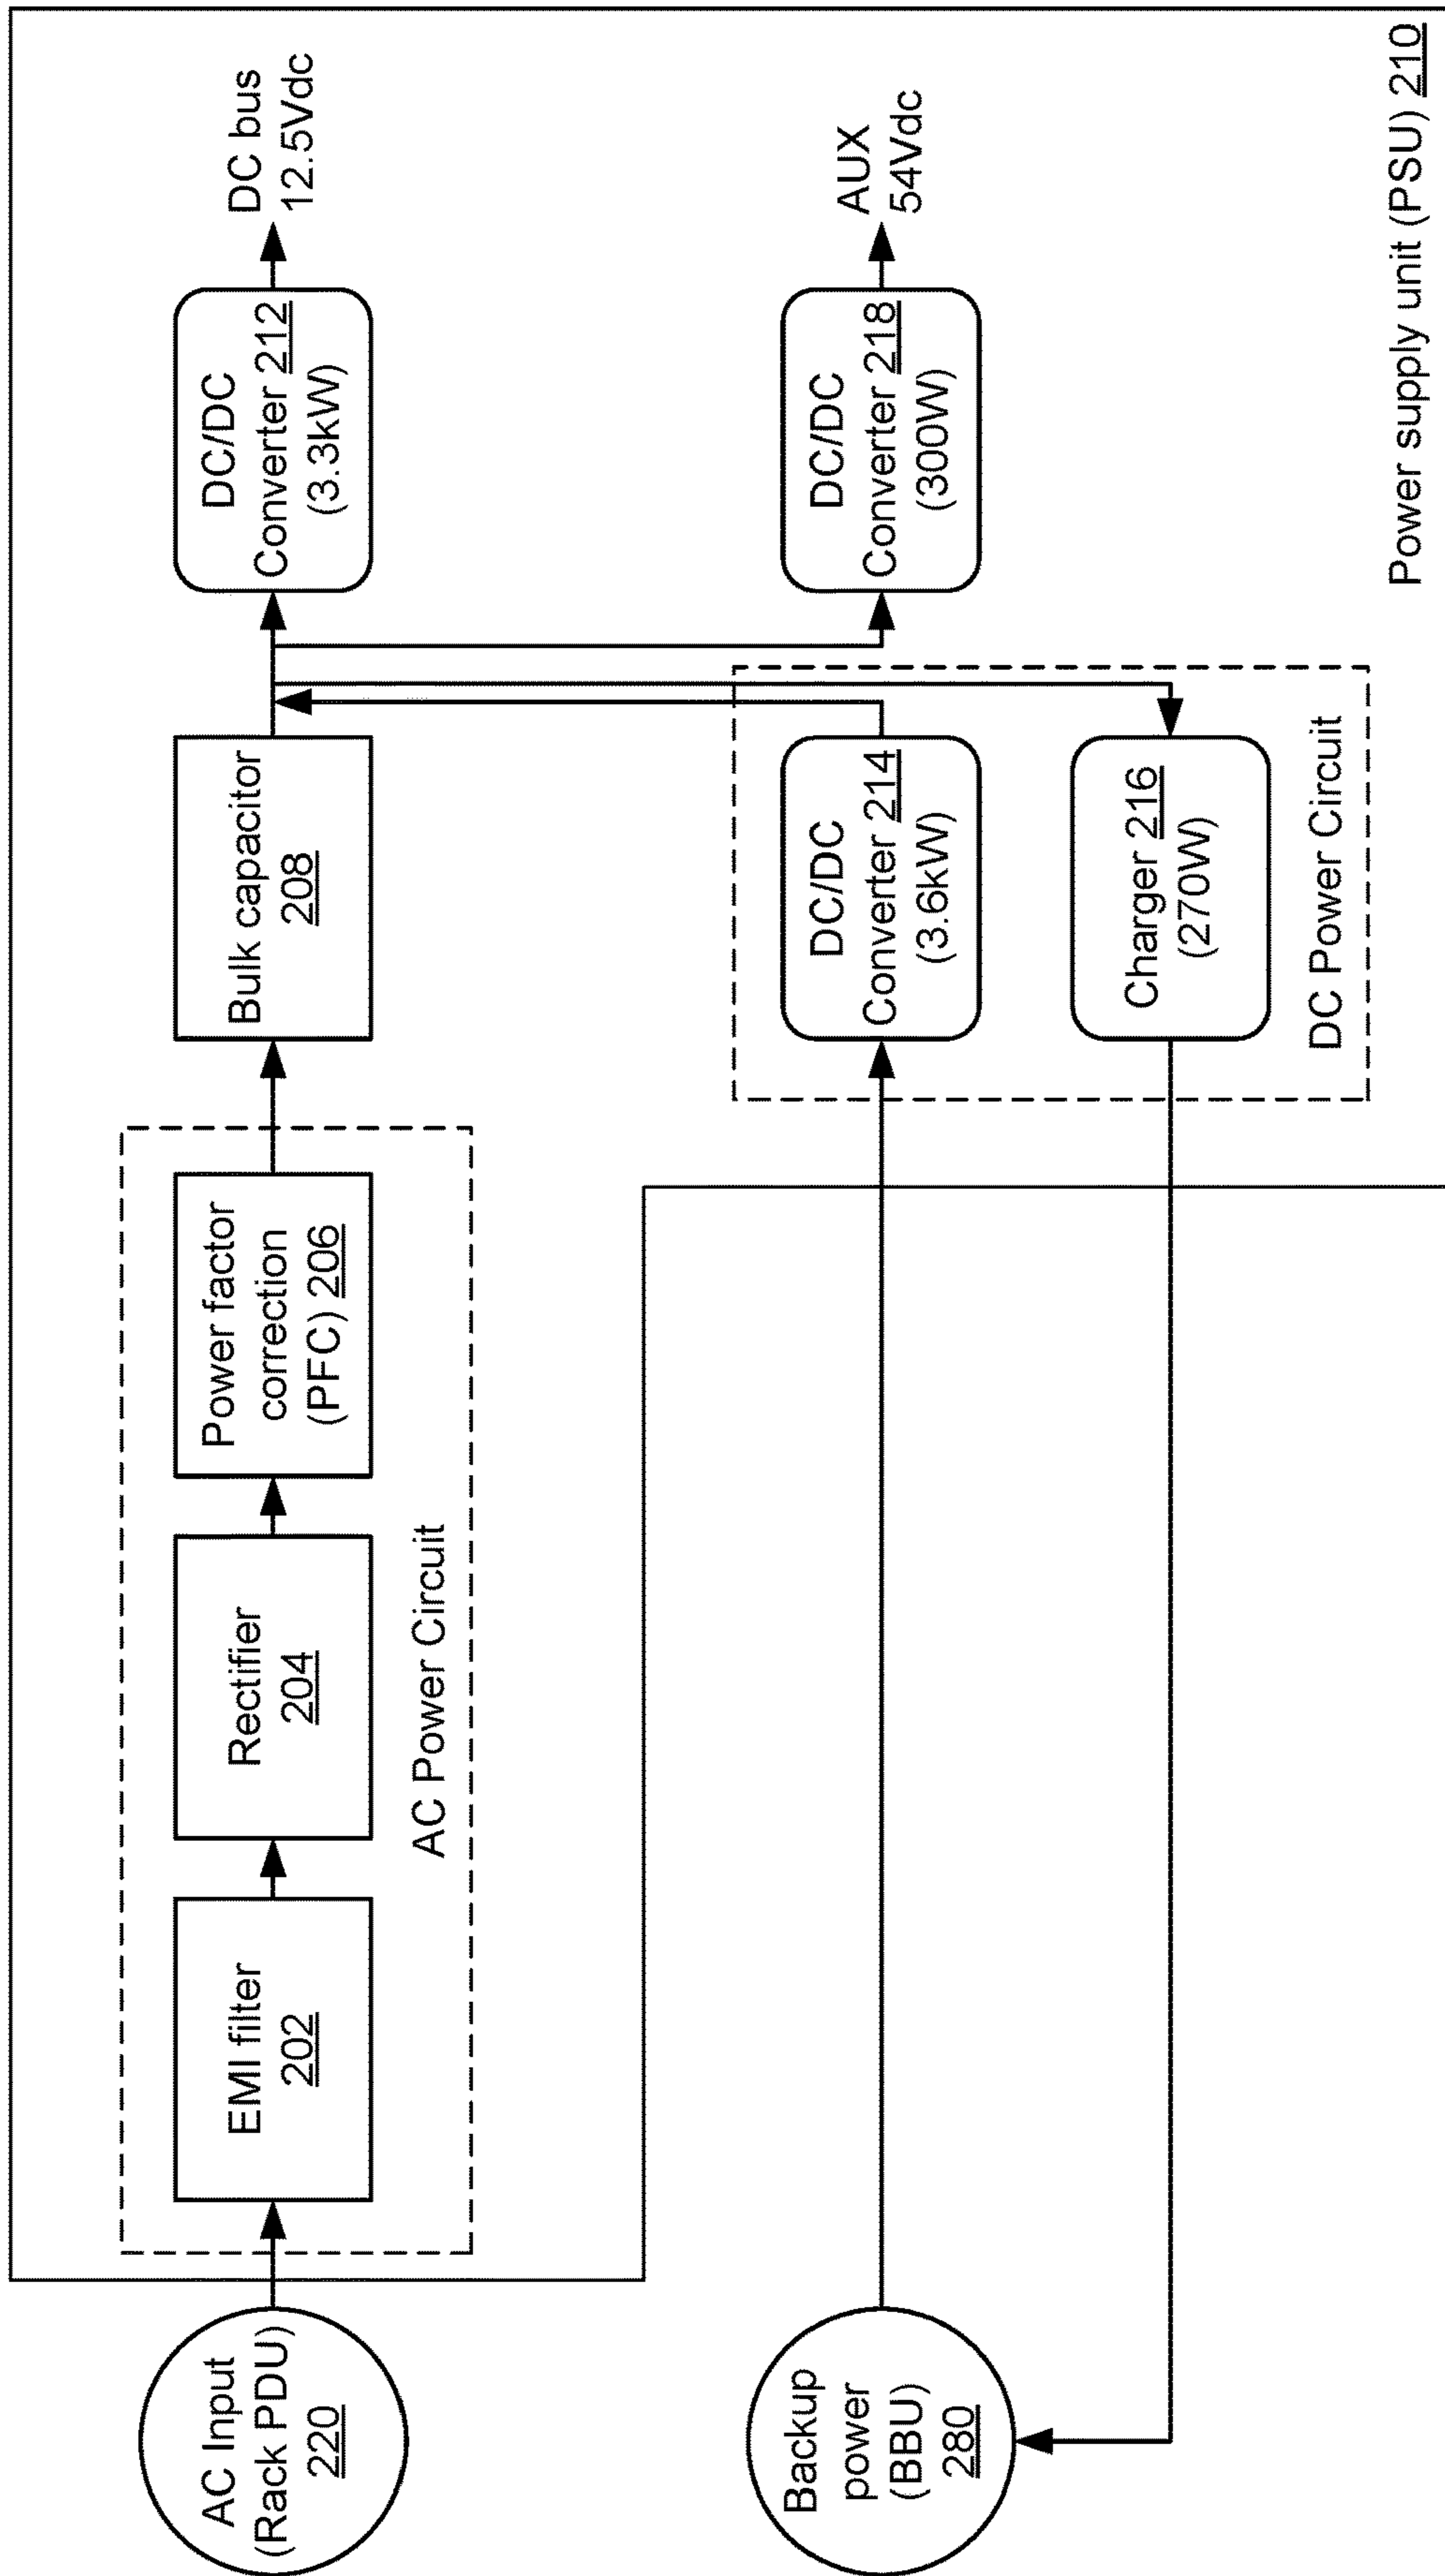 AC Input
(Rack PDU)
220
EMI filter
202
Rectifier
204
Power factor
correction
(PFC) 206
AC Power Circuit
Bulk capacitor
208
DC/DC
Converter 212
(3.3kW)
DC bus
12.5Vdc
Backup
power
(BBU)
280
DC/DC
Converter 214
(3.6kW)
Charger 216
(270W)
DC Power Circuit
DC/DC
Converter 218
(300W)
AUX
54Vdc
Power supply unit (PSU) 210